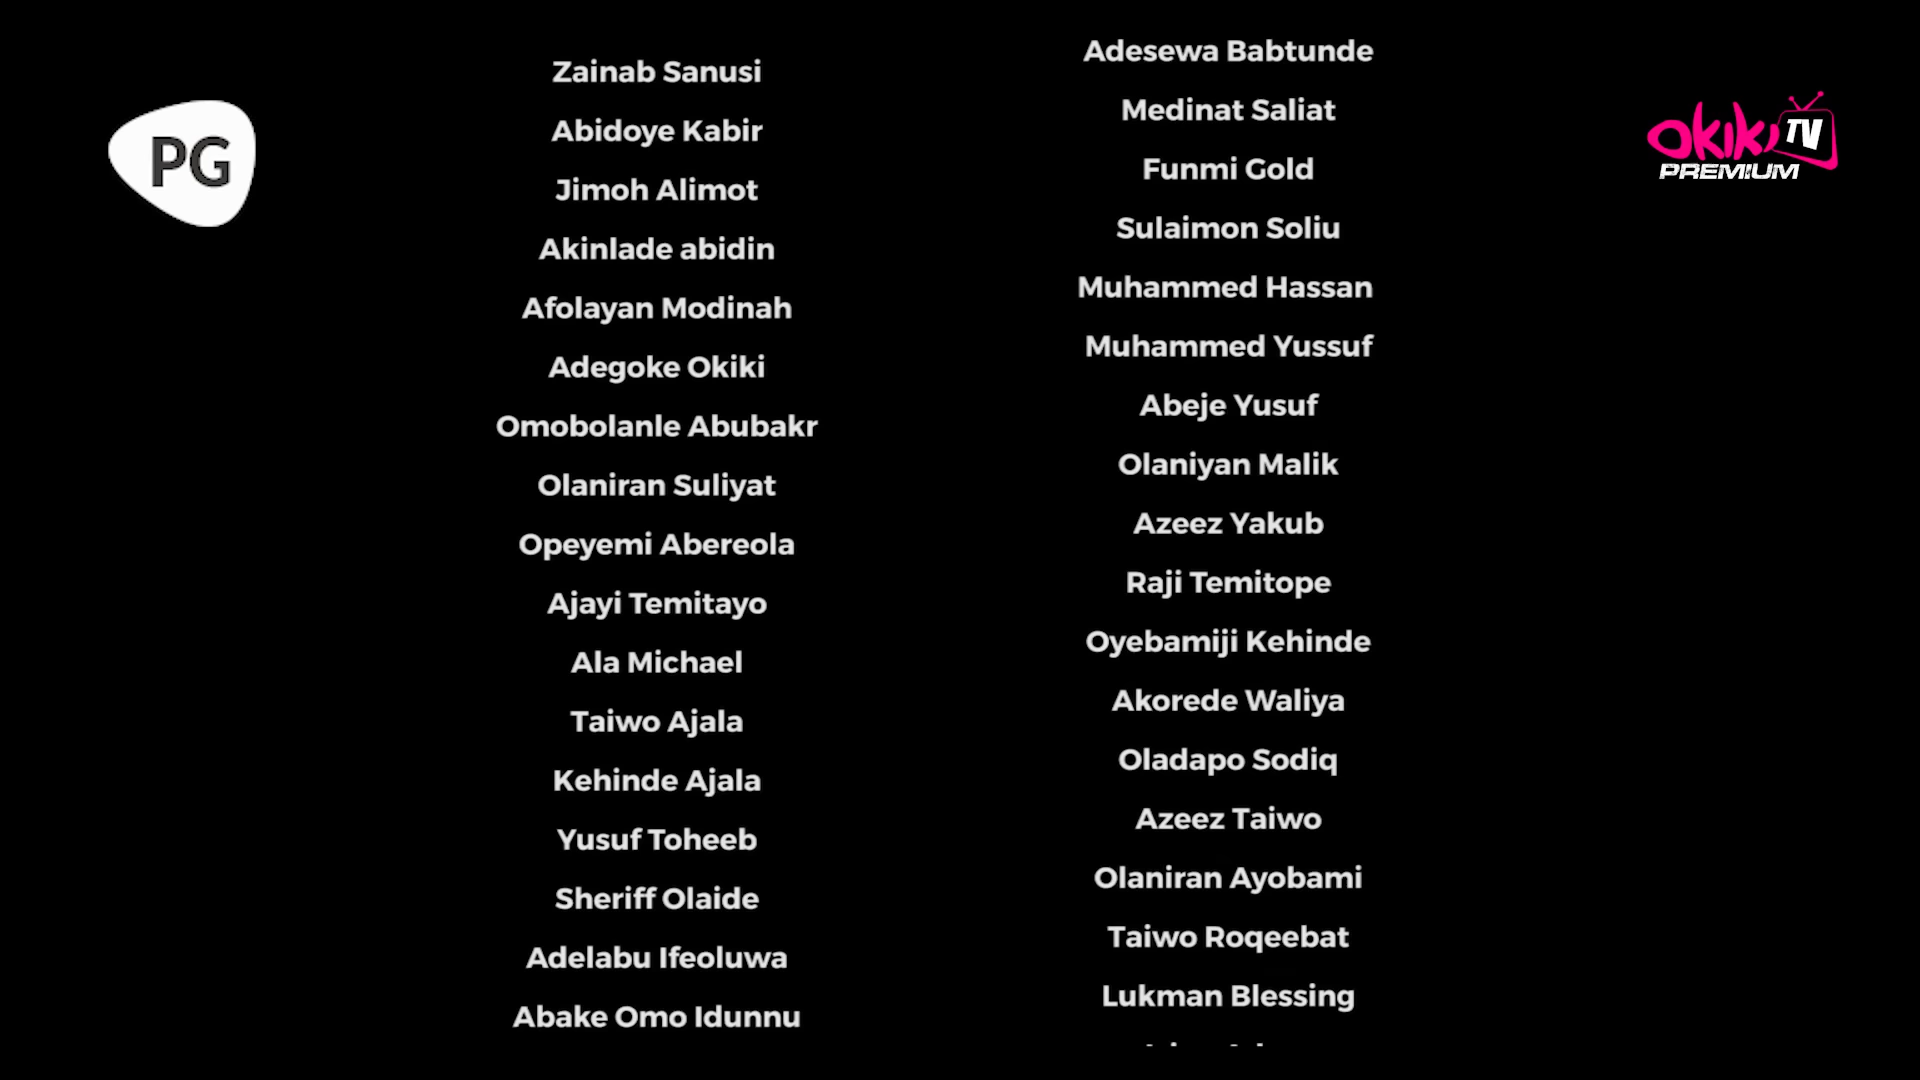 PG
Zainab Sanusi
Abidoye Kabir
Jimoh Alimot
Akinlade abidin
Afolayan Modinah
Adegoke Okiki
Omobolanle Abubakr
Olaniran Suliyat
Opeyemi Abereola
Ajayi Temitayo
Ala Michael
Taiwo Ajala
Kehinde Ajala
Yusuf Toheeb
Sheriff Olaide
Adelabu Ifeoluwa
Abake Omo Idunnu
Adesewa Babtunde
Medinat Saliat
Funmi Gold
Sulaimon Soliu
Muhammed Hassan
Muhammed Yussuf
Abeje Yusuf
Olaniyan Malik
Azeez Yakub
Raji Temitope
Oyebamiji Kehinde
Akorede Waliya
Oladapo Sodiq
Azeez Taiwo
Olaniran Ayobami
Taiwo Roqeebat
Lukman Blessing
OKIKI TV
PREMIUM